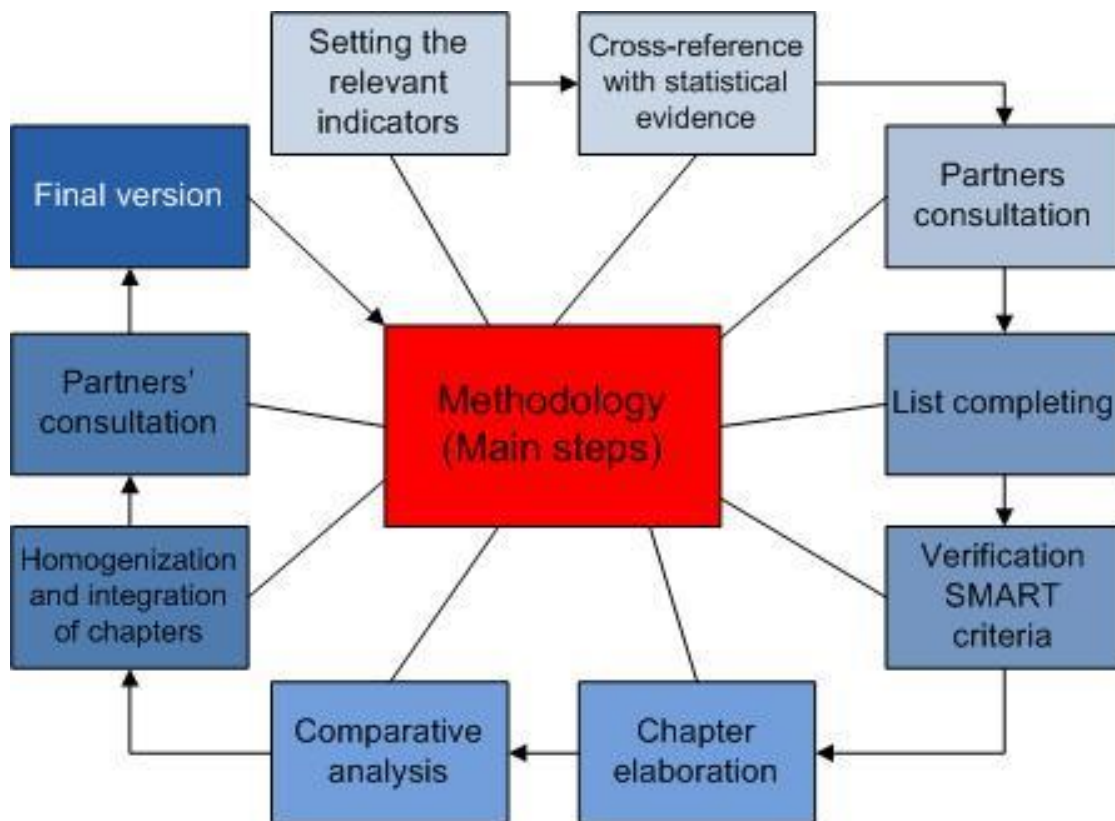 Setting the
relevant
indicators
Cross-reference
with statistical
evidence
Partners
consultation
List completing
Verification
SMART
criteria
Chapter
elaboration
Comparative
analysis
Homogenization
and integration
of chapters
Partners'
consultation
Final version
Methodology
(Main steps)